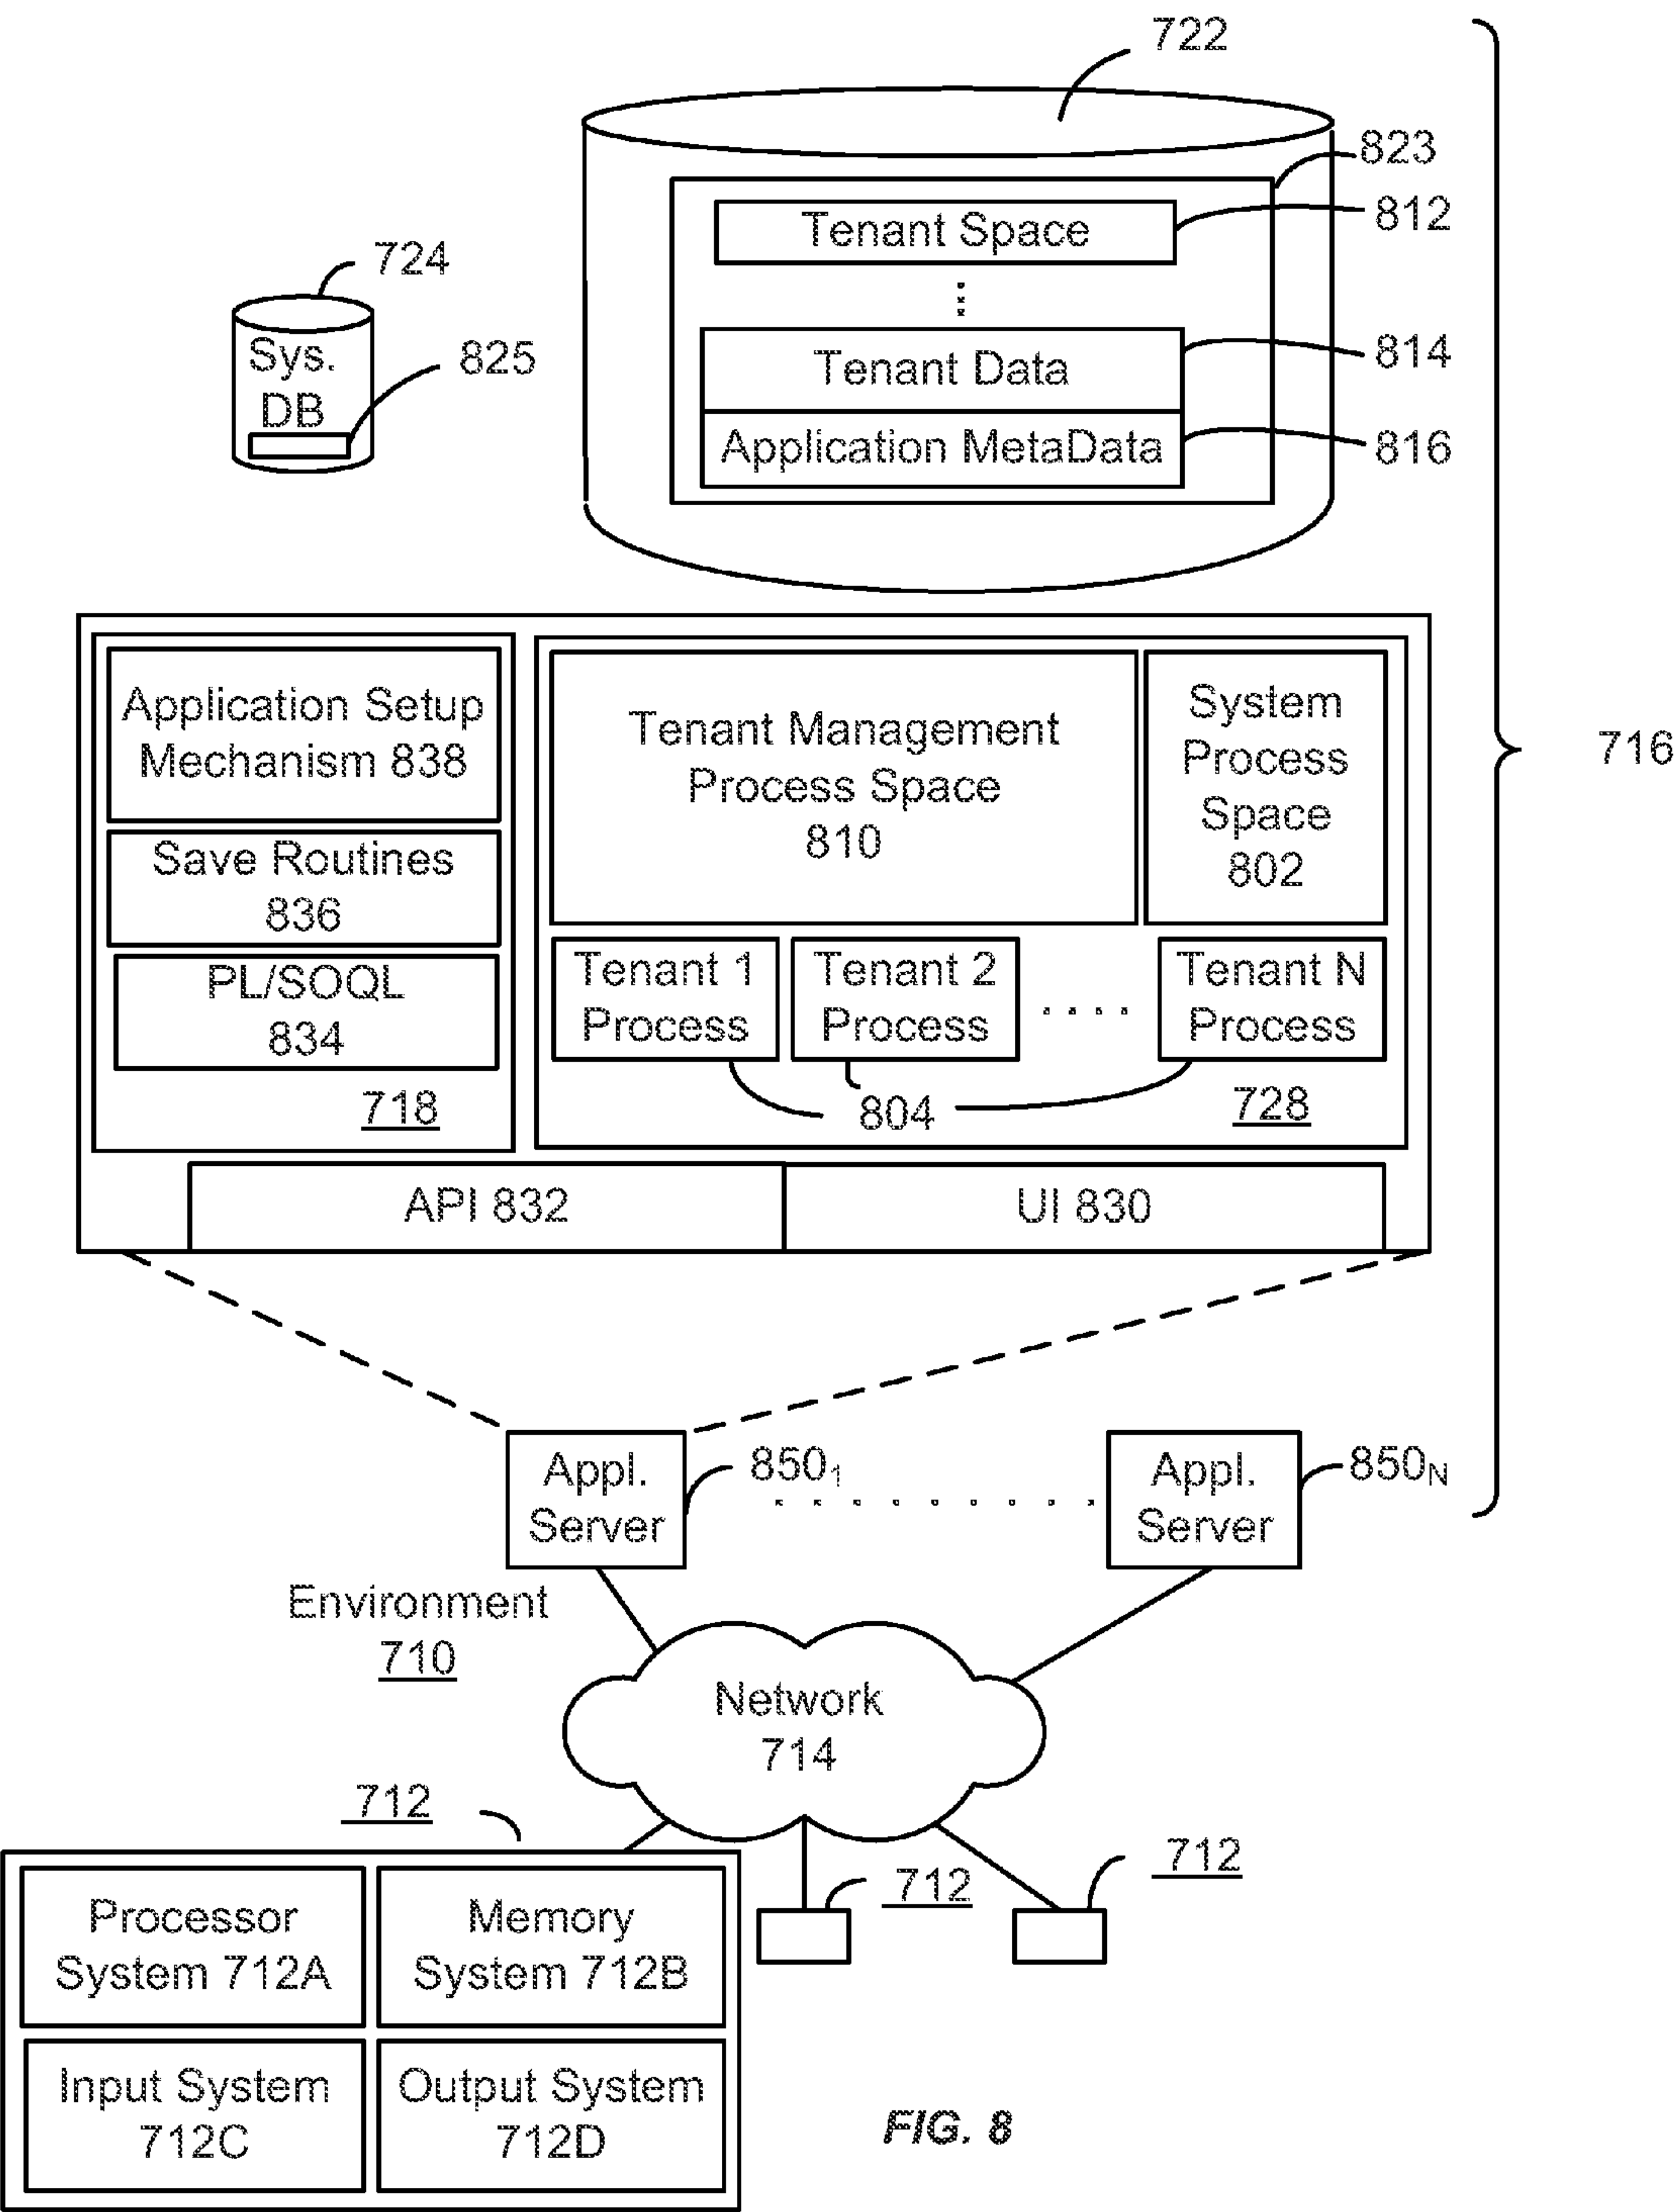 722
823
Tenant Space
812
724
Sys.
DB
825
Tenant Data
814
Application MetaData
816
Application Setup
Mechanism 838
Save Routines
836
PL/SOQL
834
718
Tenant Management
Process Space
810
System
Process
Space
802
Tenant 1
Process
Tenant 2
Process
Tenant N
Process
804
728
API 832
UI 830
716
Appl.
Server
850₁
Appl.
Server
850N
Environment
710
Network
714
712
712
712
Processor
System 712A
Memory
System 712B
Input System
712C
Output System
712D
FIG. 8